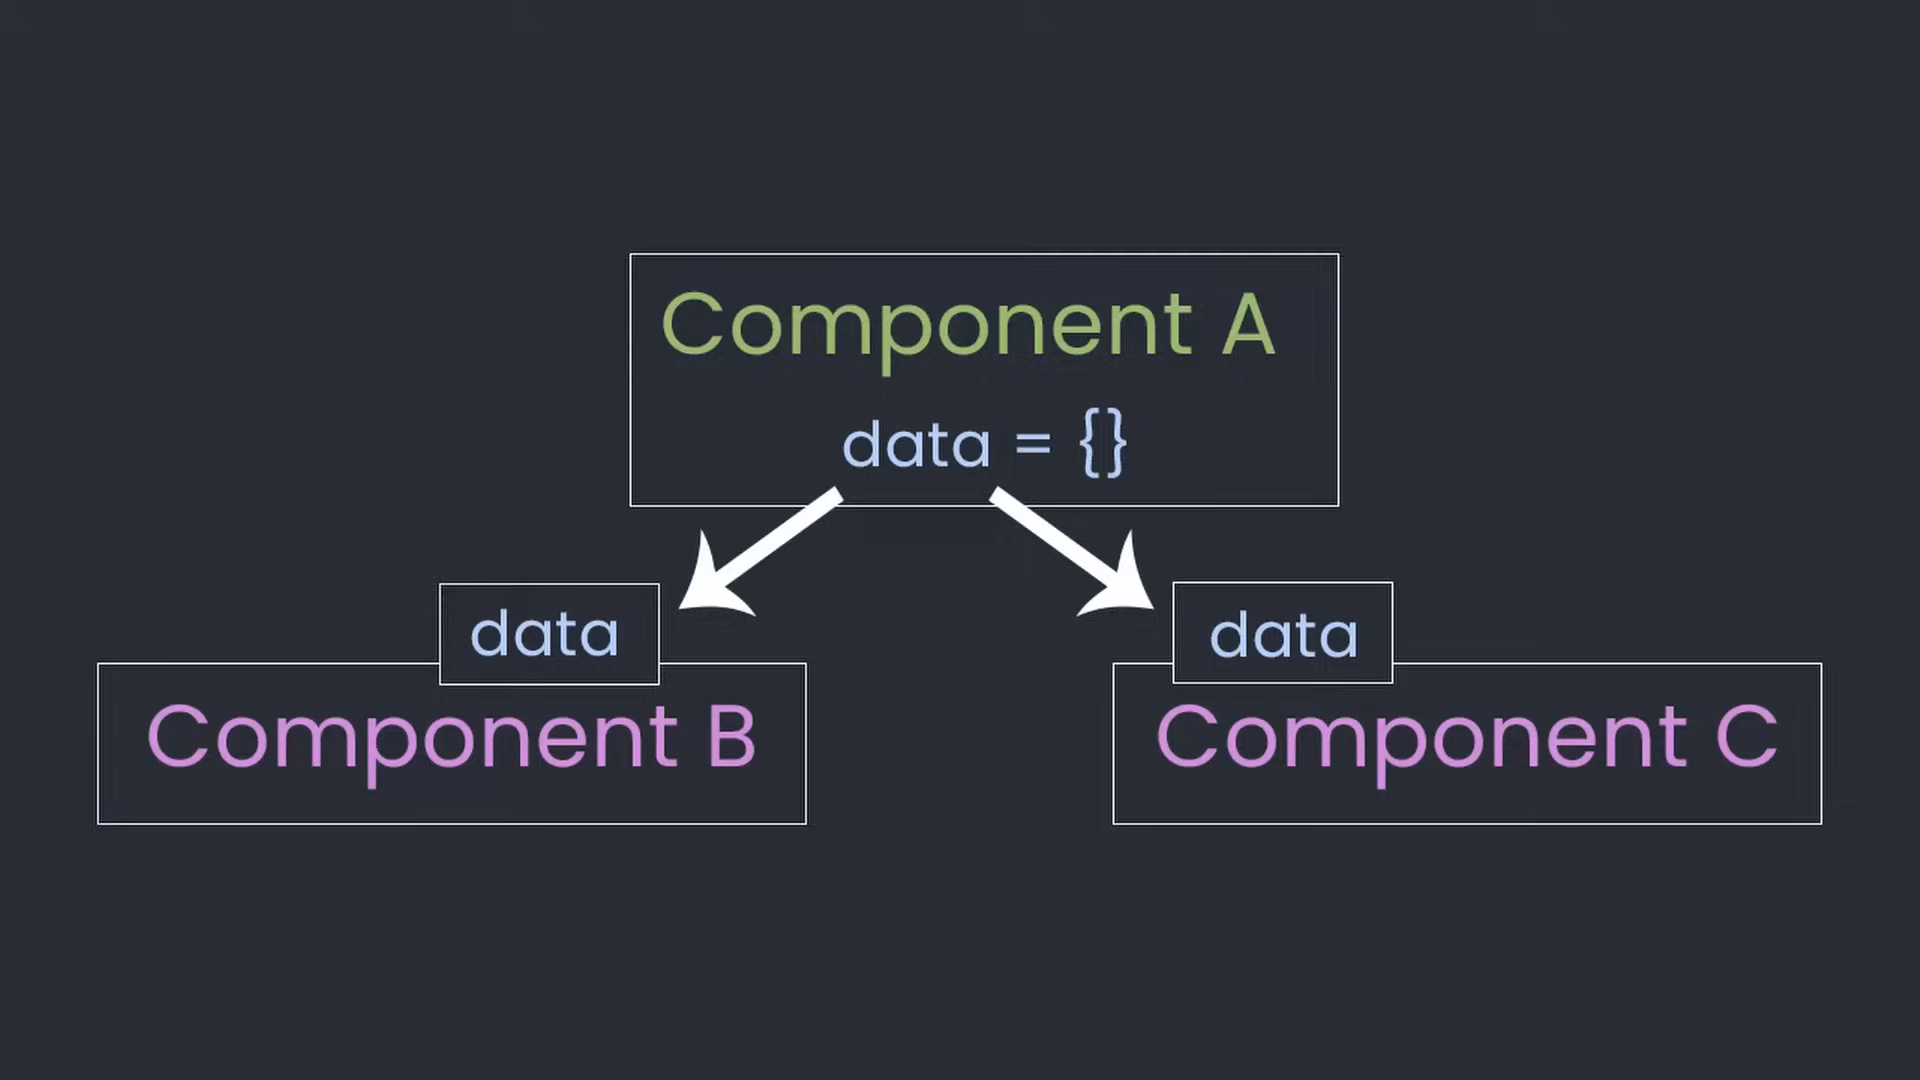 Component A
data = {}
data
data
Component B
Component C